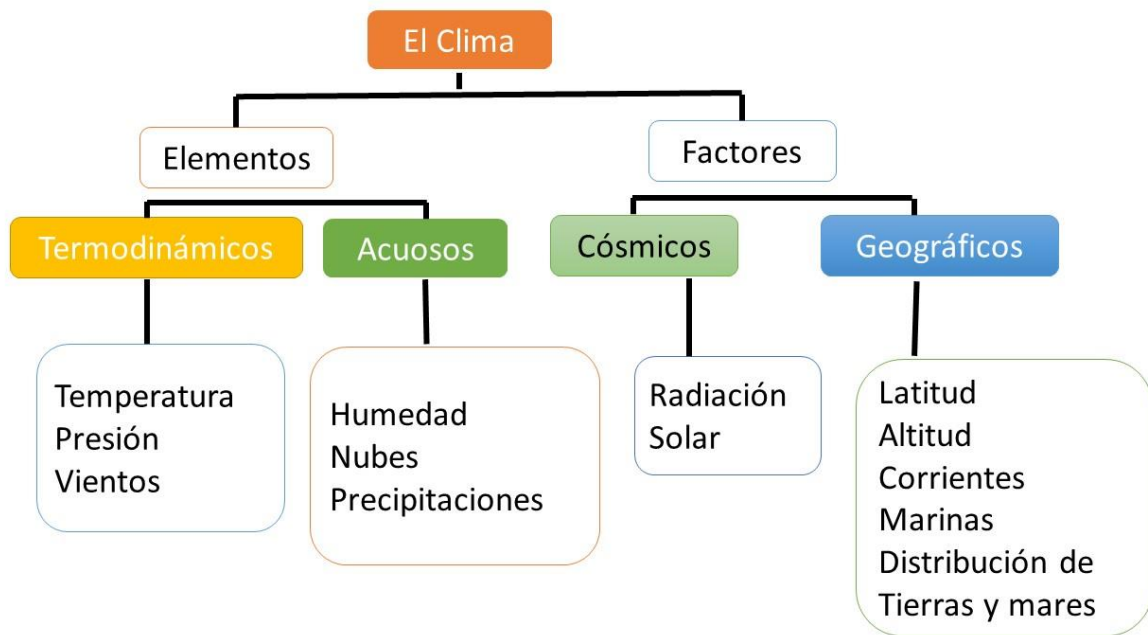 El Clima
Elementos
Factores
Termodinámicos
Acuosos
Cósmicos
Geográficos
Temperatura
Presión
Vientos
Humedad
Nubes
Precipitaciones
Radiación
Solar
Latitud
Altitud
Corrientes
Marinas
Distribución de
Tierras y mares